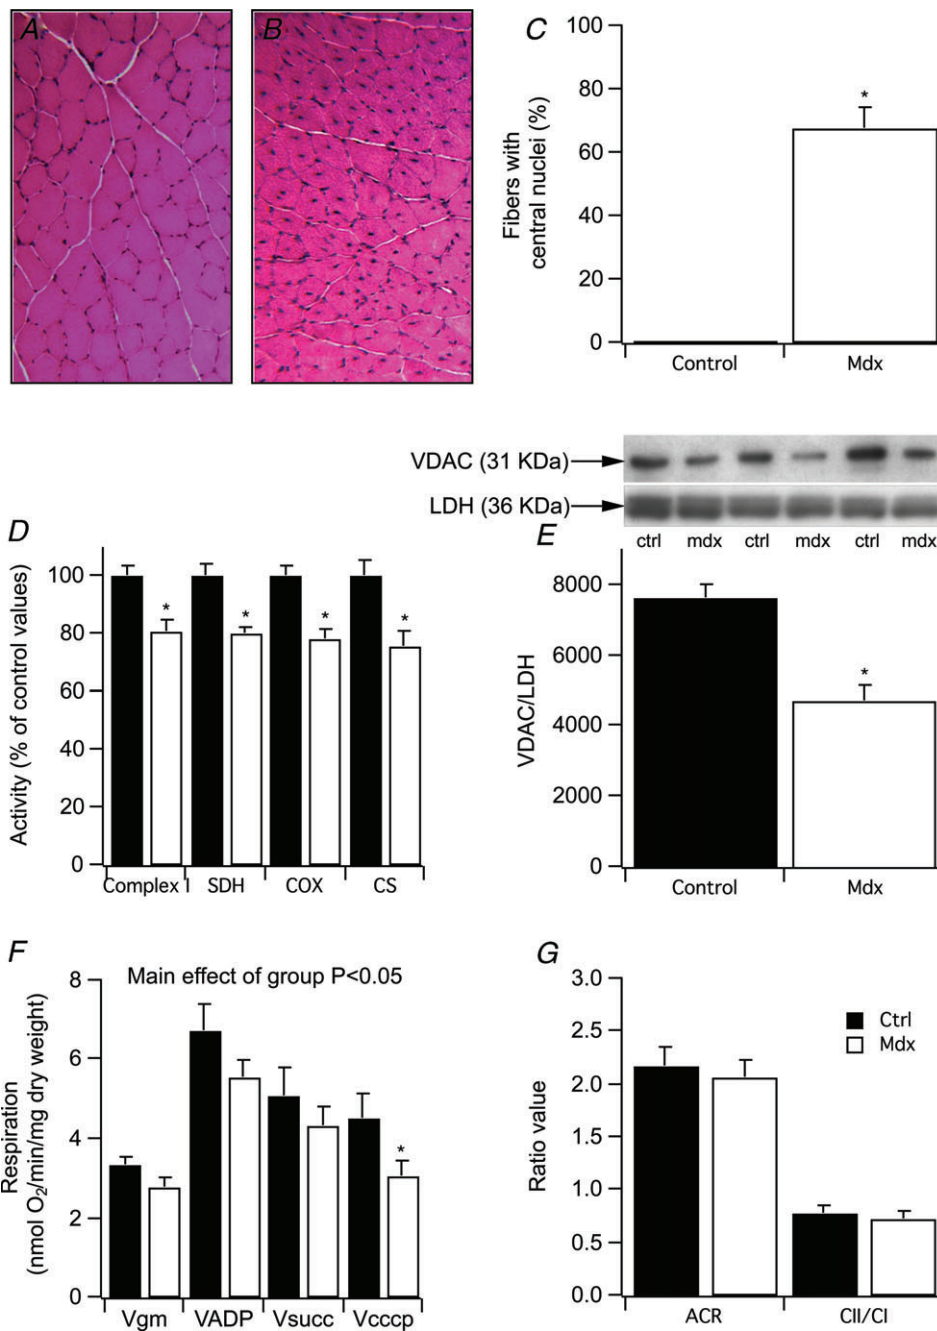 A
B
C
Fibers with
central nuclei (%)
100
80
60
40
20
0
*
Control
Mdx
VDAC (31 KDa)
LDH (36 KDa)
ctrl
mdx
ctrl
mdx
ctrl
mdx
D
Activity (% of control values)
100
80
60
40
20
0
*
*
*
*
Complex I
SDH
COX
CS
E
VDAC/LDH
8000
6000
4000
2000
0
*
Control
Mdx
F
Main effect of group P<0.05
Respiration
(nmol O₂/min/mg dry weight)
8
6
4
2
0
*
Vgm
VADP
Vsucc
Vcccp
G
Ratio value
3.0
2.5
2.0
1.5
1.0
0.5
0.0
Ctrl
Mdx
ACR
CII/CI